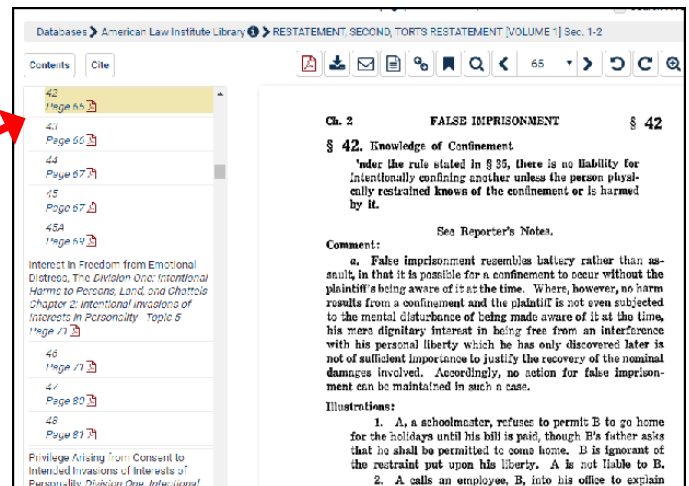 Databases > American Law Institute Library > RESTATEMENT, SECOND, TORTS RESTATEMENT [VOLUME 1] Sec. 1-2
Contents Cite
65
42
Page 65
43
Page 66
44
Page 67
45
Page 67
45A
Page 69
Interest in Freedom from Emotional
Distress, The Division One: Intentional
Harms to Persons, Land, and Chattels
Chapter 2: Intentional Invasions of
Interests in Personality - Topic 5
Page 71
46
Page 71
47
Page 80
48
Page 81
Privilege Arising from Consent to
Intended Invasions of Interests of
Personality Division One: Intentional
Ch. 2 FALSE IMPRISONMENT § 42
§ 42. Knowledge of Confinement
'nder the rule stated in § 35, there is no liability for
intentionally confining another unless the person physi-
cally restrained knows of the confinement or is harmed
by it.
See Reporter's Notes.
Comment:
a. False imprisonment resembles battery rather than as-
sault, in that it is possible for a confinement to occur without the
plaintiff's being aware of it at the time. Where, however, no harm
results from a confinement and the plaintiff is not even subjected
to the mental disturbance of being made aware of it at the time,
his mere dignitary interest in being free from an interference
with his personal liberty which he has only discovered later is
not of sufficient importance to justify the recovery of the nominal
damages involved. Accordingly, no action for false imprison-
ment can be maintained in such a case.
Illustrations:
1. A, a schoolmaster, refuses to permit B to go home
for the holidays until his bill is paid, though B's father asks
that he shall be permitted to come home. B is ignorant of
the restraint put upon his liberty. A is not liable to B.
2. A calls an employee, B, into his office to explain